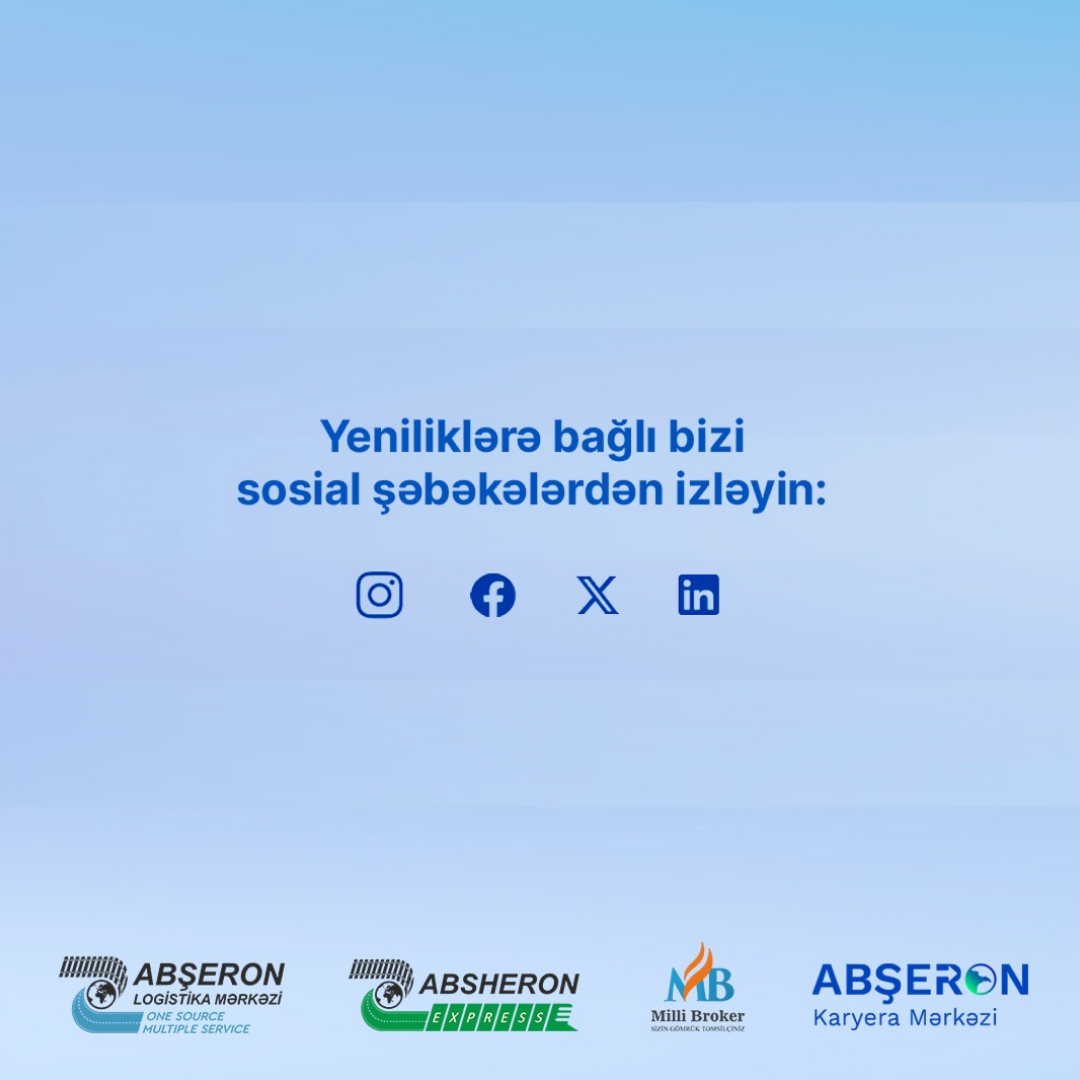 Yeniliklərə bağlı bizi
sosial şəbəkələrdən izləyin:
ABŞERON
LOGİSTİKA MƏRKƏZİ
ONE SOURCE
MULTIPLE SERVICE
ABSHERON
EXPRESS
MB
Milli Broker
SİZİN GÖMRÜK TƏMSİLÇİNİZ
ABŞERON
Karyera Mərkəzi